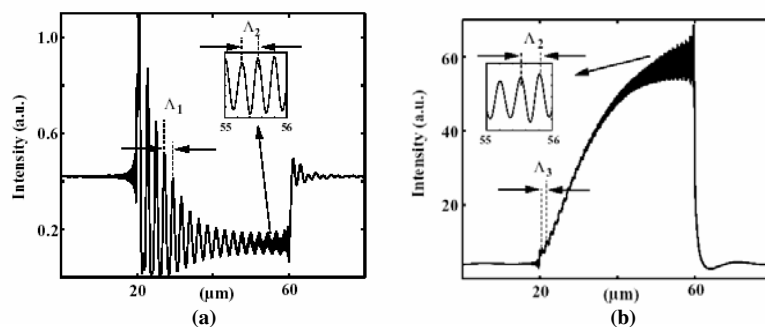 1.0
0.6
0.2
Intensity (a.u.)
Λ1
Λ2
55
56
20
(µm)
60
(a)
60
40
20
Intensity (a.u.)
Λ2
55
56
Λ3
20
(µm)
60
(b)